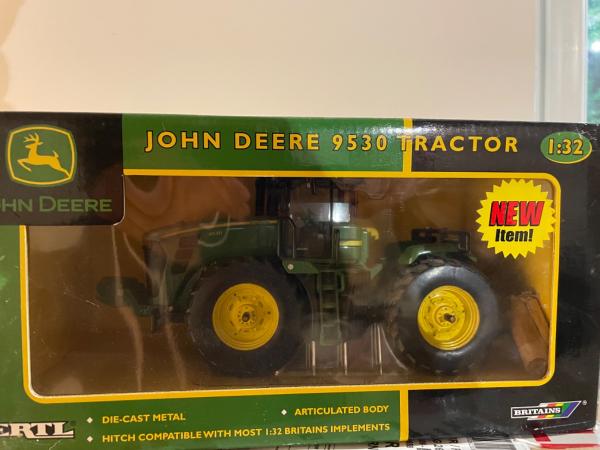 JOHN DEERE 9530 TRACTOR
1:32
HN DEERE
NEW
Item!
ERTL
• DIE-CAST METAL
• ARTICULATED BODY
• HITCH COMPATIBLE WITH MOST 1:32 BRITAINS IMPLEMENTS
BRITAINS